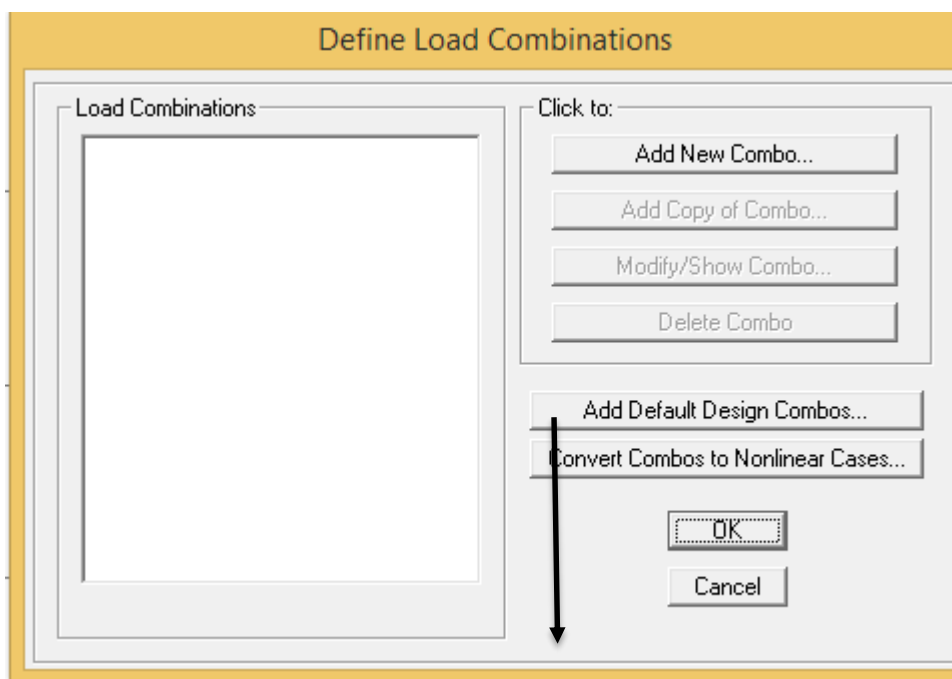 Define Load Combinations
Load Combinations
Click to:
Add New Combo...
Add Copy of Combo...
Modify/Show Combo...
Delete Combo
Add Default Design Combos...
Convert Combos to Nonlinear Cases...
OK
Cancel